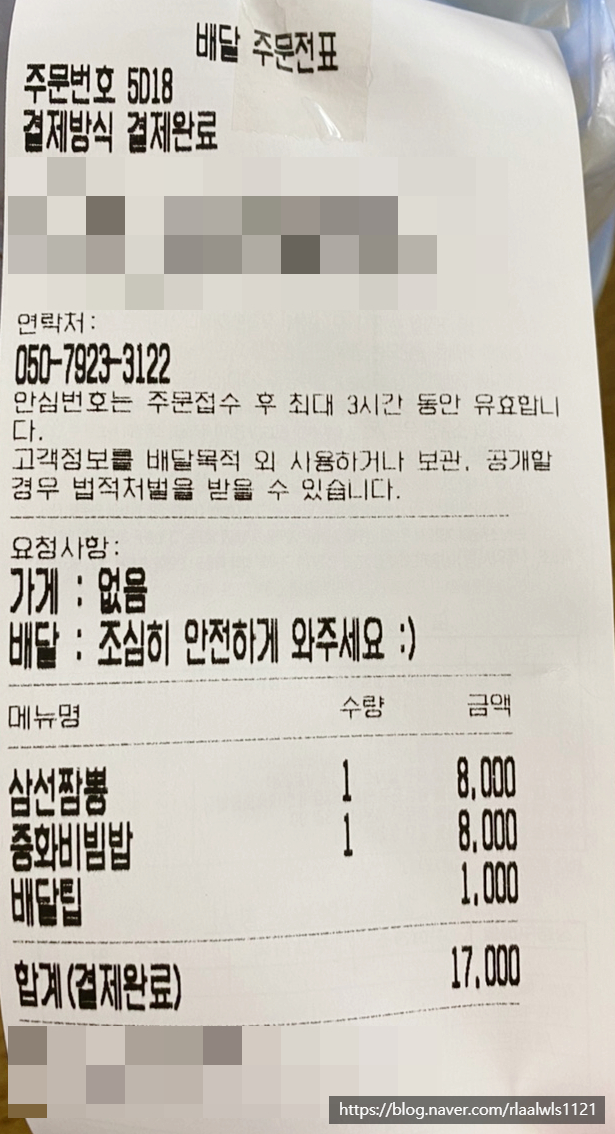 배달 주문전표
주문번호 5D18
결제방식 결제완료
연락처:
050-7923-3122
안심번호는 주문접수 후 최대 3시간 동안 유효합니
다.
고객정보를 배달목적 외 사용하거나 보관, 공개할
경우 법적처벌을 받을 수 있습니다.
요청사항:
가게 : 없음
배달 : 조심히 안전하게 와주세요 :)
메뉴명 수량 금액
삼선짬뽕 1 8,000
중화비빔밥 1 8,000
배달팁 1,000
합계(결제완료) 17,000
https://blog.naver.com/rlaalwls1121